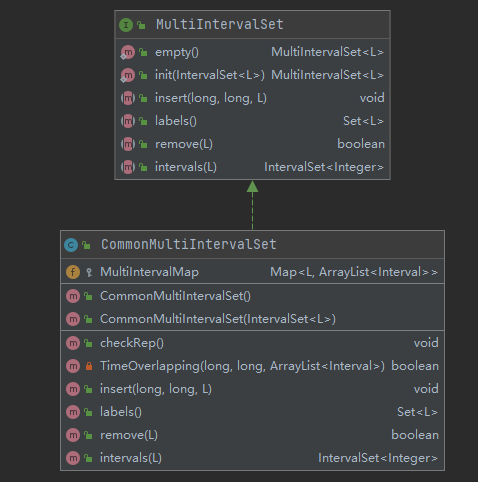 I MultiIntervalSet
m empty() MultiIntervalSet<L>
m init(IntervalSet<L>) MultiIntervalSet<L>
m insert(long, long, L) void
m labels() Set<L>
m remove(L) boolean
m intervals(L) IntervalSet<Integer>
C CommonMultiIntervalSet
f MultiIntervalMap Map<L, ArrayList<Interval>>
m CommonMultiIntervalSet()
m CommonMultiIntervalSet(IntervalSet<L>)
m checkRep() void
m TimeOverlapping(long, long, ArrayList<Interval>) boolean
m insert(long, long, L) void
m labels() Set<L>
m remove(L) boolean
m intervals(L) IntervalSet<Integer>